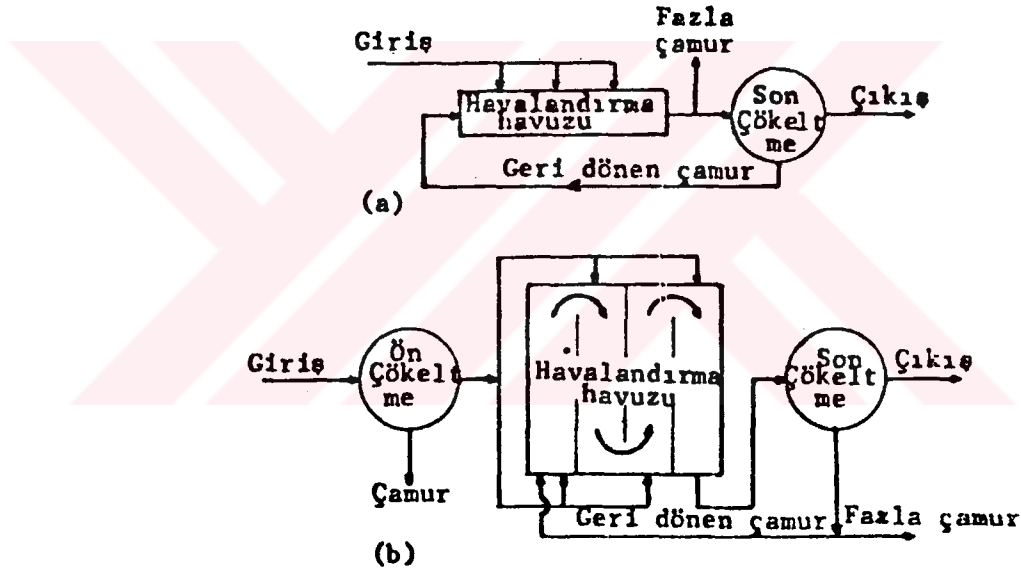 Fazla
çamur
Giriş
Havalandırma
havuzu
Son
Çökelt
me
Çıkış
Geri dönen çamur
(a)
Giriş
Ön
Çökelt
me
Çamur
Havalandırma
havuzu
Son
Çökelt
me
Çıkış
Geri dönen çamur
Fazla çamur
(b)